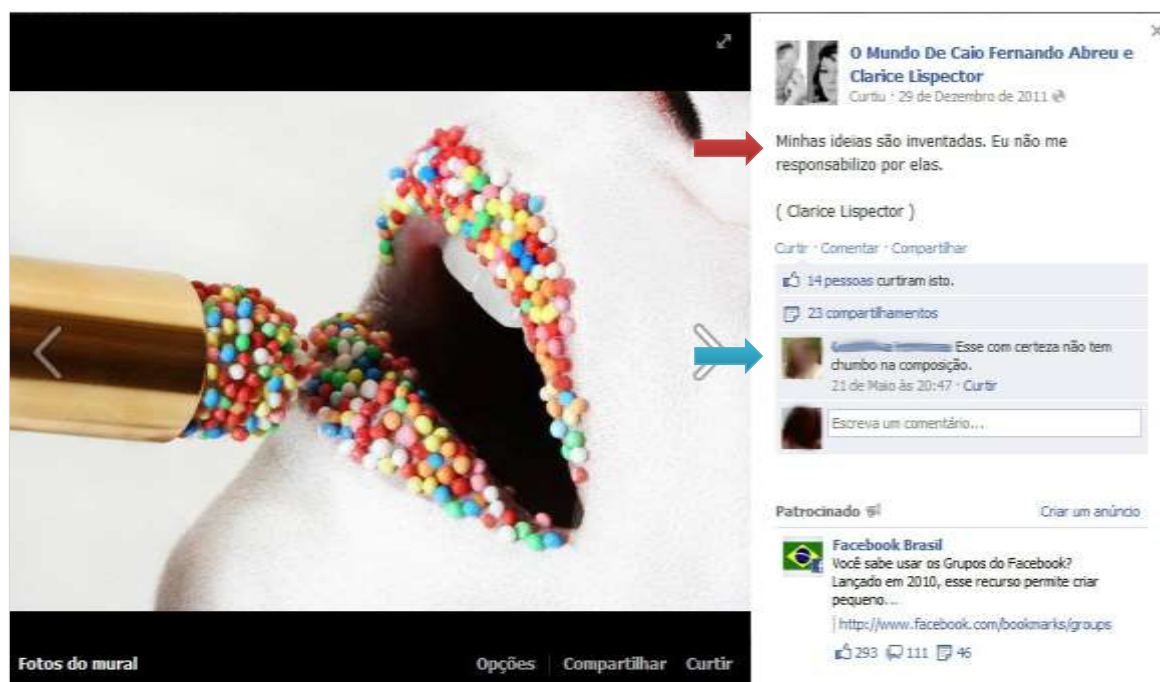 O Mundo De Caio Fernando Abreu e
Clarice Lispector
Curtiu · 29 de Dezembro de 2011
Minhas ideias são inventadas. Eu não me
responsabilizo por elas.
( Clarice Lispector )
Curtir · Comentar · Compartilhar
14 pessoas curtiram isto.
23 compartilhamentos
Esse com certeza não tem
chumbo na composição.
21 de Maio às 20:47 · Curtir
Escreva um comentário...
Patrocinado
Criar um anúncio
Facebook Brasil
Você sabe usar os Grupos do Facebook?
Lançado em 2010, esse recurso permite criar
pequeno...
http://www.facebook.com/bookmarks/groups
293 111 46
Fotos do mural
Opções Compartilhar Curtir